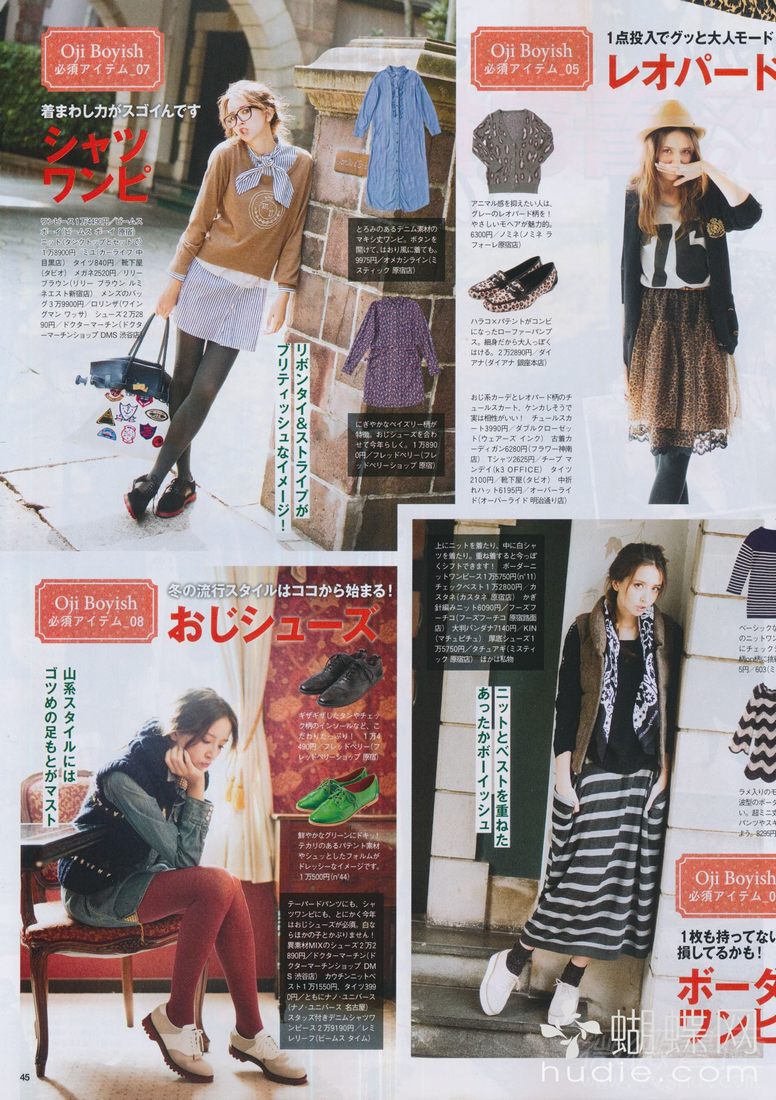 Oji Boyish
必須アイテム_07
着まわし力がスゴイんです
シャツ
ワンピ
ワンピース1万4490円/ビームス
ボーイ(ビームス ボーイ 原宿)
ニット(タンクトップとセットで)
1万8900円/ミユ・カーライフ 中
目黒店) タイツ840円/靴下屋
(タビオ) メガネ2520円/リリー
ブラウン(リリー ブラウン ルミ
ネエスト新宿店) メンズのバッ
グ3万9900円/ロリンザ(ワイン
グマン ワッサ) シューズ2万28
90円/ドクターマーチン(ドクタ
ーマーチンショップ DMS 渋谷店)
リボンタイ&ストライプが
ブリティッシュなイメージ!
とろみのあるデニム素材の
マキシ丈ワンピ。ボタンを
開けて、はおり風に着ても。
9975円/オメカシライン(ミ
スティック 原宿店)
にぎやかなペイズリー柄が
特徴。おじシューズを合わ
せて今年らしく。1万890
0円/フレッドペリー(フレ
ッドペリーショップ 原宿)
Oji Boyish
必須アイテム_05
1点投入でグッと大人モード
レオパード
アニマル感を抑えたい人は、
グレーのレオパード柄を!
やさしいモヘアが魅力的。
6300円/ノミネ(ノミネ ラ
フォーレ原宿店)
ハラコ×パテントがコンビ
になったローファーパンプ
ス。細身だから大人っぽく
はける。2万2890円/ダイ
アナ(ダイアナ 銀座本店)
おじ系カーデとレオパード柄のチ
ュールスカート、ケンカしそうで
実は相性がいい! チュールスカ
ート3990円/ダブルクローゼ
ット(ウェアーズ インク) 古着カ
ーディガン6280円(フラワー神南
店) Tシャツ2625円/チープ マ
ンデイ(k3 OFFICE) タイツ
2100円/靴下屋(タビオ) 中折
れハット6195円/オーバーライ
ド(オーバーライド 明治通り店)
Oji Boyish
必須アイテム_08
冬の流行スタイルはココから始まる!
おじシューズ
山系スタイルには
ゴツめの足もとがマスト
ギザギザしたタンやチェッ
ク柄のインソールなど、こ
だわりたっぷり! 1万4
490円/フレッドペリー(フ
レッドペリーショップ 原宿)
鮮やかなグリーンにドキッ!
テカリのあるパテント素材
やシュッとしたフォルムが
ドレッシーなイメージです。
1万500円(n°44)
テーパードパンツにも、シャ
ツワンピにも、とにかく今年
はおじシューズが必須。白な
らほかの子とかぶりません!
異素材MIXのシューズ2万2
890円/ドクターマーチン(ド
クターマーチンショップ DM
S 渋谷店) カウチンニットベ
スト1万1550円、タイツ399
0円/ともにナノ・ユニバース
(ナノ・ユニバース 名古屋)
スタッズ付きデニムシャツワ
ンピース2万9190円/レミ
レリーフ(ビームス タイム)
上にニットを着たり、中に白シャツ
を着たり。重ね着すると今っぽ
くシフトできます! ボーダーニ
ットワンピース1万5750円(n°11)
チェックベスト1万2800円/カ
スタネ(カスタネ 原宿店) かぎ
針編みニット6090円/フーズフ
ーチコ(フーズフーチコ 原宿路面
店) 大判バンダナ7140円/KIN
(マチュピチュ) 厚底シューズ1
万5750円/タチュアギ(ミスティ
ック 原宿店) ほかは私物
ニットとベストを重ねた
あったかボーイッシュ
ベーシックな
のニットワン
にチェック
5円/603(ミ
ラメ入りのモ
波型のボーダ
い。超ミニ丈
パンツやスキ
よう。8295円
Oji Boyish
必須アイテム_0
1枚も持ってない
損してるかも!
ボーダ
ワンピ
45
蝴蝶网
hudie.com